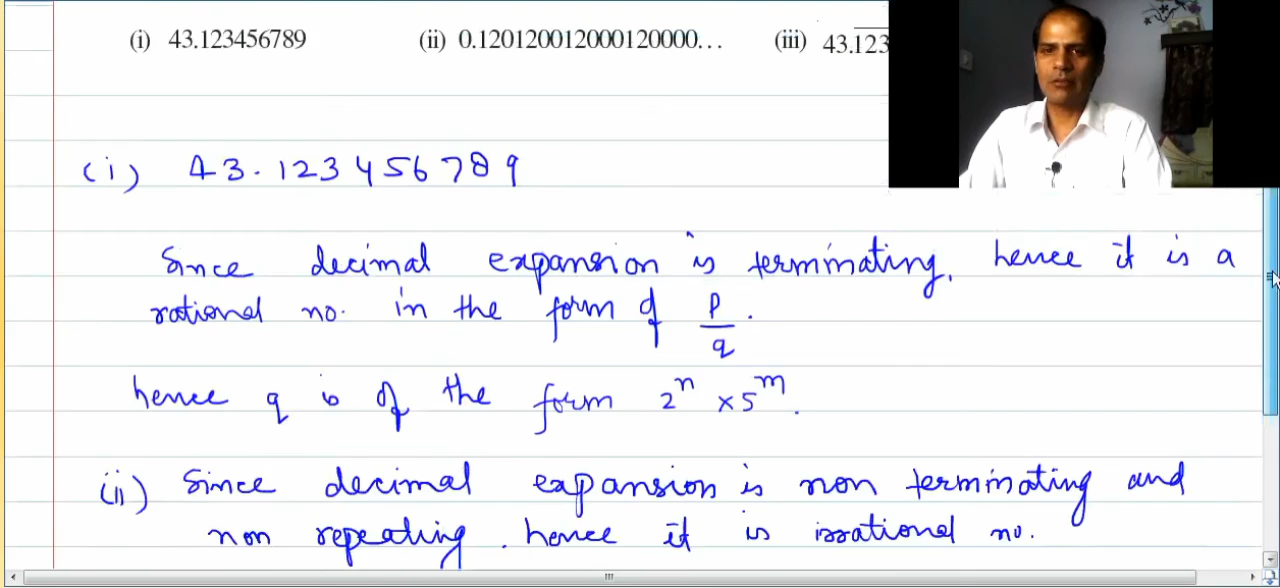 (i) 43.123456789 (ii) 0.120120012000120000... (iii) 43.123
(i) 43.123456789
Since decimal expansion is terminating, hence it is a
rational no. in the form of p/q.
hence q is of the form 2ⁿ × 5ᵐ.
(ii) Since decimal expansion is non terminating and
non repeating. hence it is irrational no.